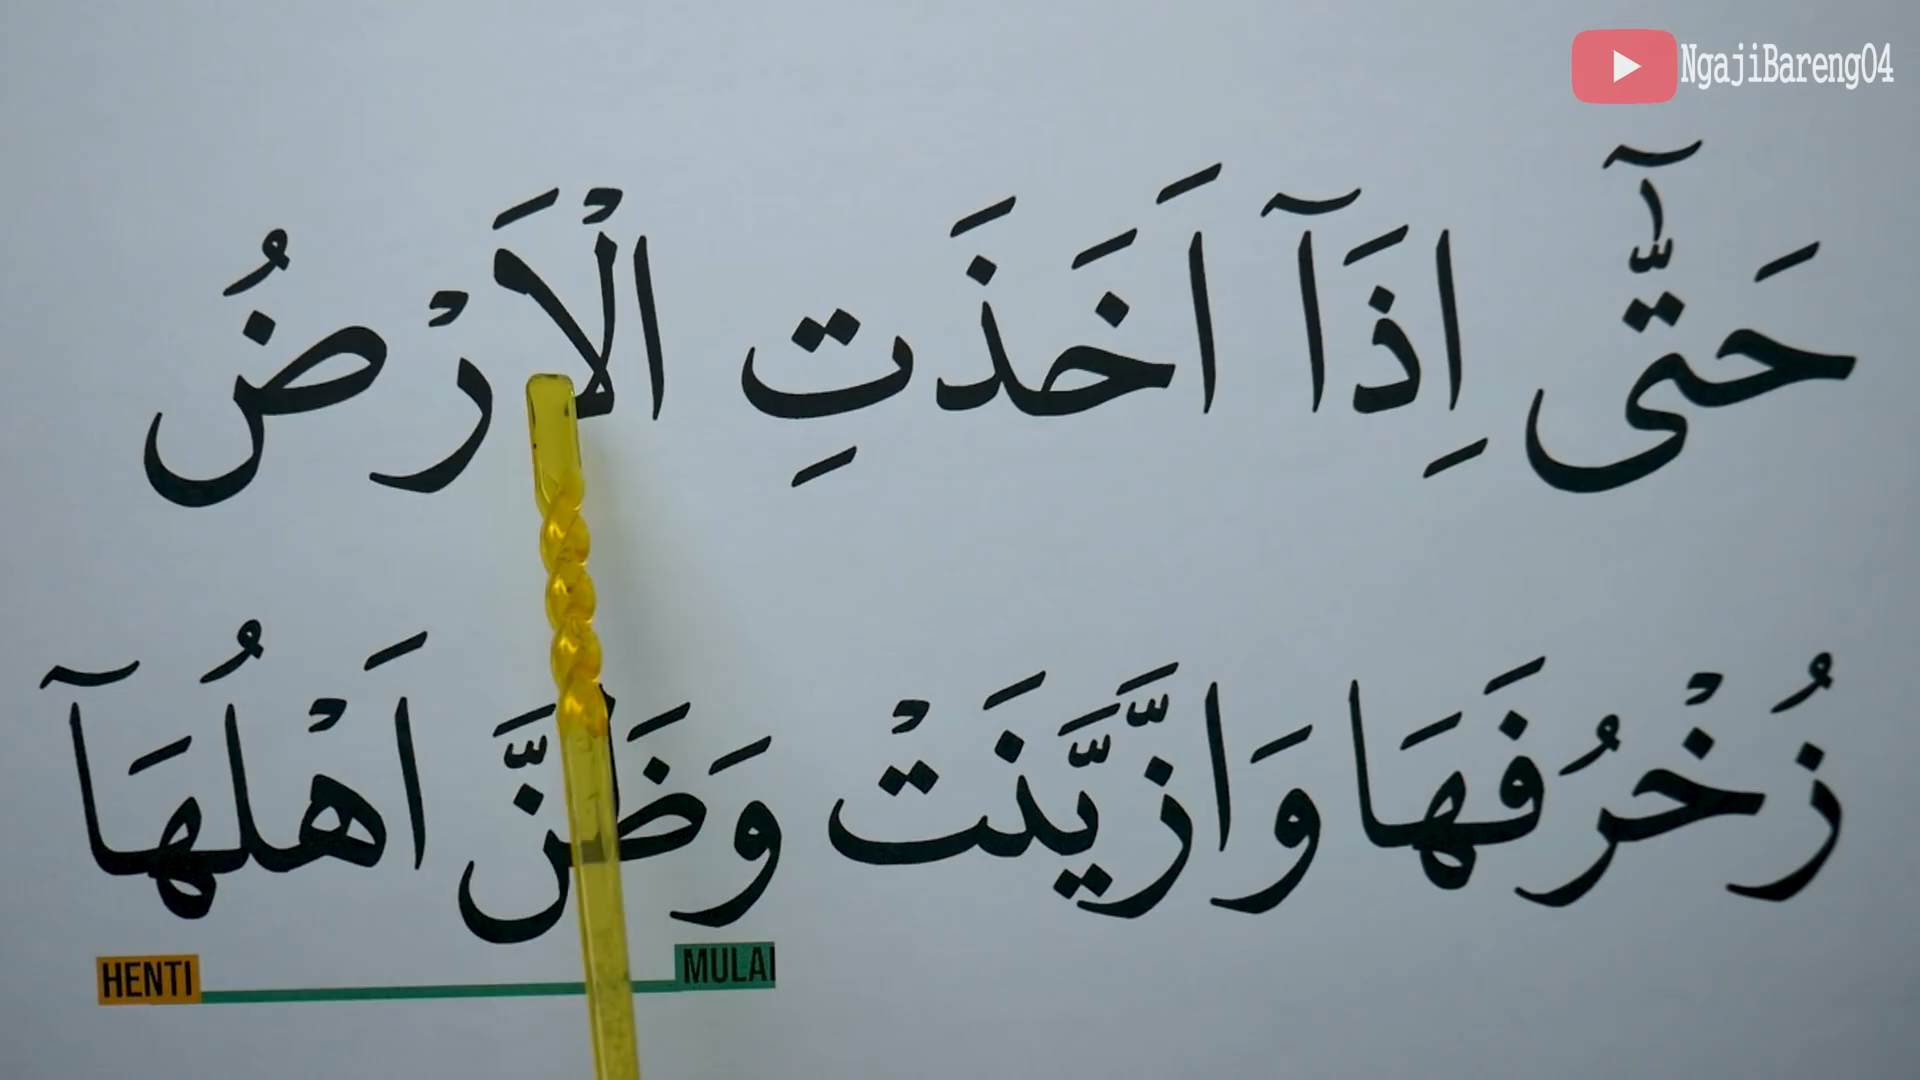 NgajiBareng04
حَتّٰٓى اِذَآ اَخَذَتِ الْاَرْضُ
زُخْرُفَهَا وَازَّيَّنَتْ وَظَنَّ اَهْلُهَآ
HENTI MULAI